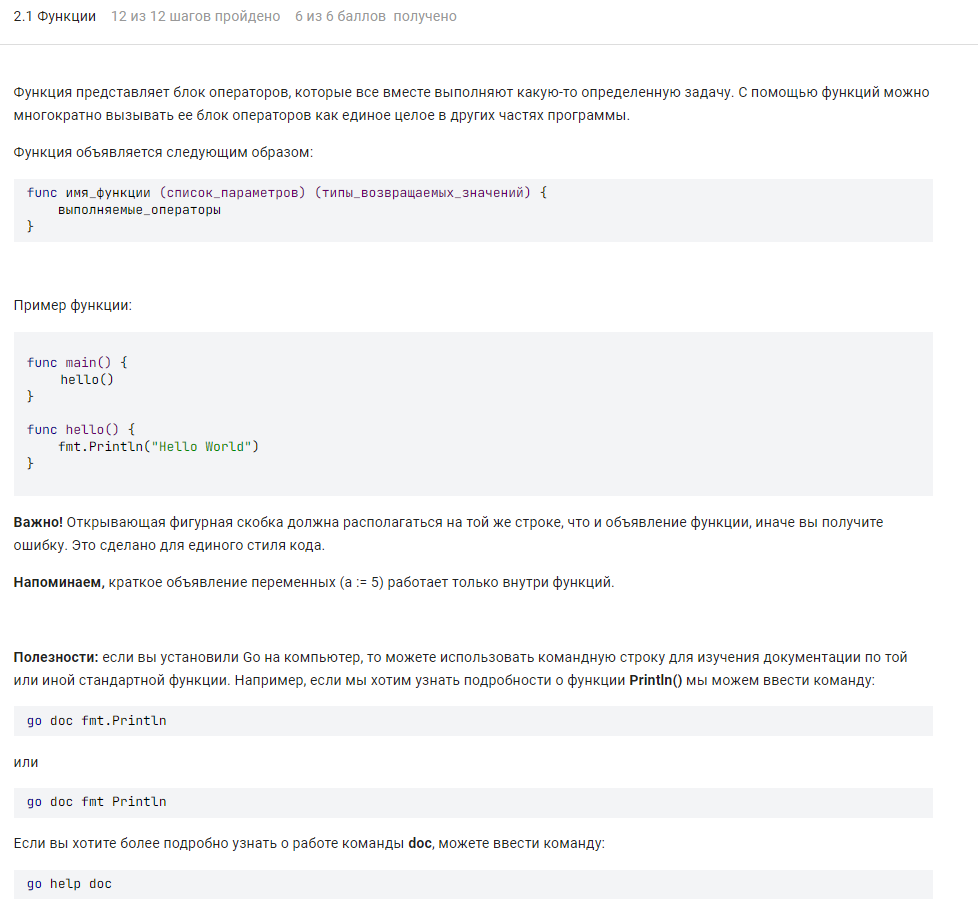 2.1 Функции 12 из 12 шагов пройдено 6 из 6 баллов получено
Функция представляет блок операторов, которые все вместе выполняют какую-то определенную задачу. С помощью функций можно
многократно вызывать ее блок операторов как единое целое в других частях программы.
Функция объявляется следующим образом:
func имя_функции (список_параметров) (типы_возвращаемых_значений) {
    выполняемые_операторы
}
Пример функции:
func main() {
    hello()
}
func hello() {
    fmt.Println("Hello World")
}
Важно! Открывающая фигурная скобка должна располагаться на той же строке, что и объявление функции, иначе вы получите
ошибку. Это сделано для единого стиля кода.
Напоминаем, краткое объявление переменных (a := 5) работает только внутри функций.
Полезности: если вы установили Go на компьютер, то можете использовать командную строку для изучения документации по той
или иной стандартной функции. Например, если мы хотим узнать подробности о функции Println() мы можем ввести команду:
go doc fmt.Println
или
go doc fmt Println
Если вы хотите более подробно узнать о работе команды doc, можете ввести команду:
go help doc